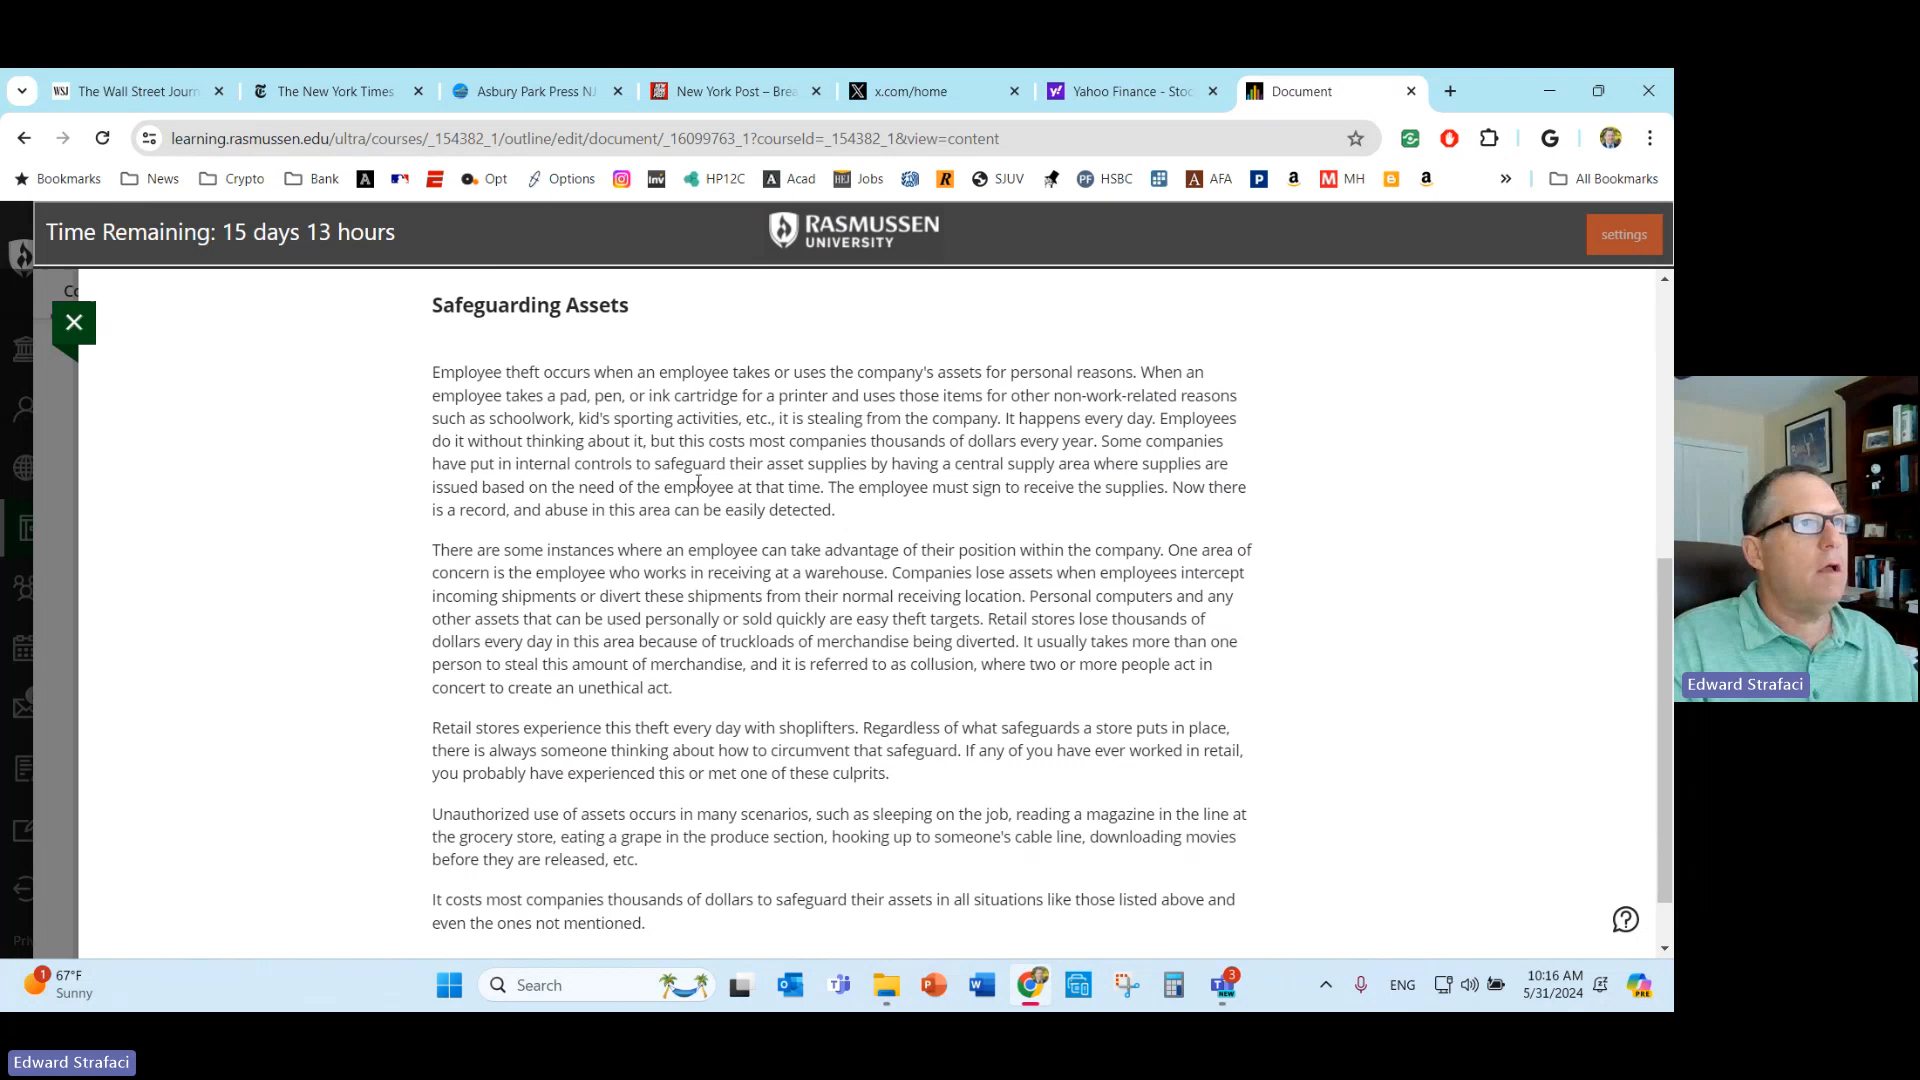 WSJ The Wall Street Journ
The New York Times
Asbury Park Press NJ
New York Post – Brea
x.com/home
Yahoo Finance - Stoc
Document
learning.rasmussen.edu/ultra/courses/_154382_1/outline/edit/document/_16099763_1?courseId=_154382_1&view=content
Bookmarks News Crypto Bank Opt Options Inv HP12C Acad Jobs SJUV HSBC AFA MH All Bookmarks
Time Remaining: 15 days 13 hours
RASMUSSEN
UNIVERSITY
settings
Safeguarding Assets
Employee theft occurs when an employee takes or uses the company's assets for personal reasons. When an
employee takes a pad, pen, or ink cartridge for a printer and uses those items for other non-work-related reasons
such as schoolwork, kid's sporting activities, etc., it is stealing from the company. It happens every day. Employees
do it without thinking about it, but this costs most companies thousands of dollars every year. Some companies
have put in internal controls to safeguard their asset supplies by having a central supply area where supplies are
issued based on the need of the employee at that time. The employee must sign to receive the supplies. Now there
is a record, and abuse in this area can be easily detected.
There are some instances where an employee can take advantage of their position within the company. One area of
concern is the employee who works in receiving at a warehouse. Companies lose assets when employees intercept
incoming shipments or divert these shipments from their normal receiving location. Personal computers and any
other assets that can be used personally or sold quickly are easy theft targets. Retail stores lose thousands of
dollars every day in this area because of truckloads of merchandise being diverted. It usually takes more than one
person to steal this amount of merchandise, and it is referred to as collusion, where two or more people act in
concert to create an unethical act.
Retail stores experience this theft every day with shoplifters. Regardless of what safeguards a store puts in place,
there is always someone thinking about how to circumvent that safeguard. If any of you have ever worked in retail,
you probably have experienced this or met one of these culprits.
Unauthorized use of assets occurs in many scenarios, such as sleeping on the job, reading a magazine in the line at
the grocery store, eating a grape in the produce section, hooking up to someone's cable line, downloading movies
before they are released, etc.
It costs most companies thousands of dollars to safeguard their assets in all situations like those listed above and
even the ones not mentioned.
Edward Strafaci
1
67°F
Sunny
Search
3
NEW
ENG
10:16 AM
5/31/2024
PRE
Edward Strafaci